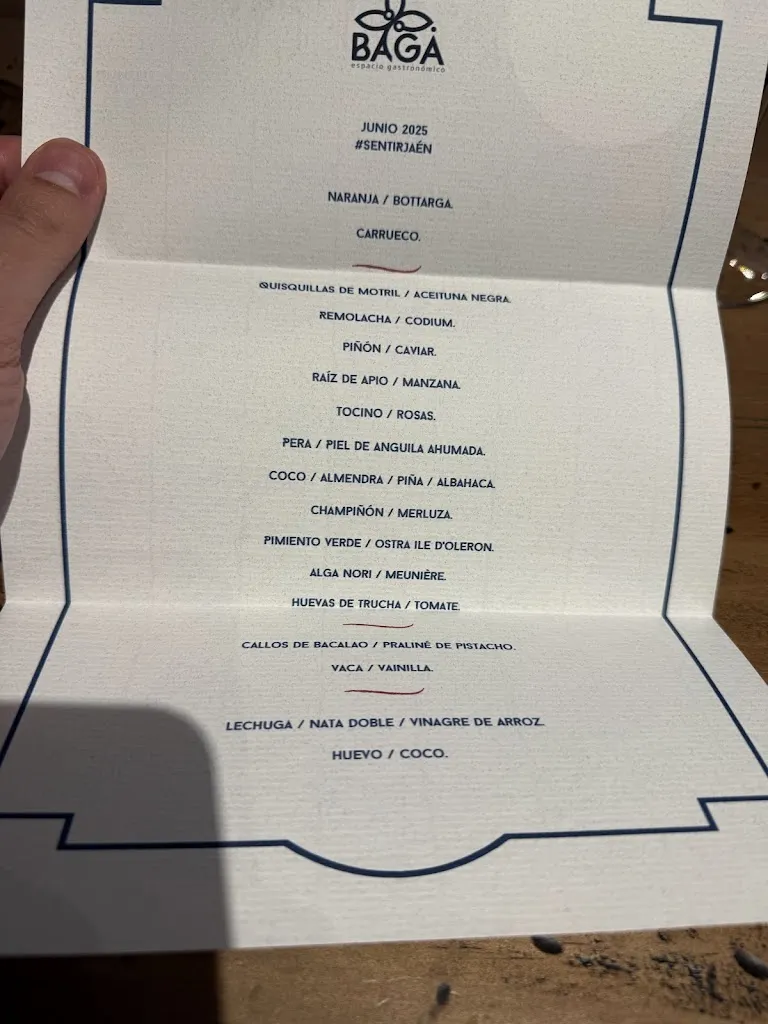 BAGÁ
espacio gastronómico
JUNIO 2025
#SENTIRJAÉN
NARANJA / BOTTARGA.
CARRUECO.
QUISQUILLAS DE MOTRIL / ACEITUNA NEGRA.
REMOLACHA / CODIUM.
PIÑÓN / CAVIAR.
RAÍZ DE APIO / MANZANA.
TOCINO / ROSAS.
PERA / PIEL DE ANGUILA AHUMADA.
COCO / ALMENDRA / PIÑA / ALBAHACA.
CHAMPIÑÓN / MERLUZA.
PIMIENTO VERDE / OSTRA ILE D'OLERON.
ALGA NORI / MEUNIÈRE.
HUEVAS DE TRUCHA / TOMATE.
CALLOS DE BACALAO / PRALINÉ DE PISTACHO.
VACA / VAINILLA.
LECHUGA / NATA DOBLE / VINAGRE DE ARROZ.
HUEVO / COCO.